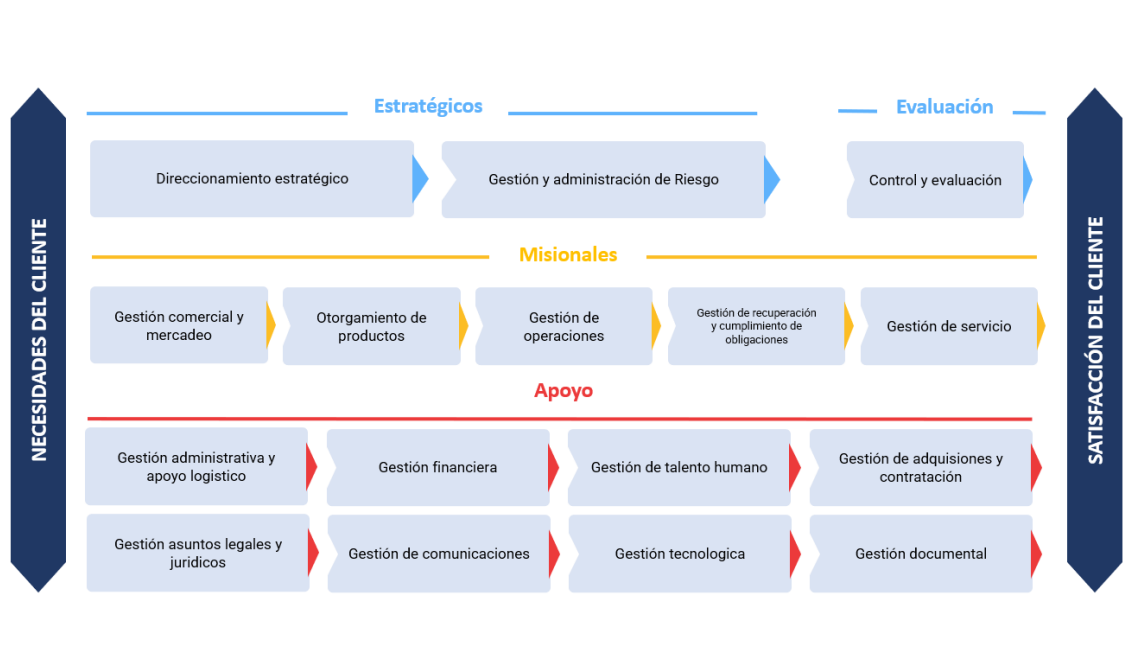 Estratégicos
Evaluación
Direccionamiento estratégico
Gestión y administración de Riesgo
Control y evaluación
NECESIDADES DEL CLIENTE
SATISFACCIÓN DEL CLIENTE
Misionales
Gestión comercial y
mercadeo
Otorgamiento de
productos
Gestión de
operaciones
Gestión de recuperación
y cumplimiento de
obligaciones
Gestión de servicio
Apoyo
Gestión administrativa y
apoyo logistico
Gestión financiera
Gestión de talento humano
Gestión de adquisiones y
contratación
Gestión asuntos legales y
juridicos
Gestión de comunicaciones
Gestión tecnologica
Gestión documental